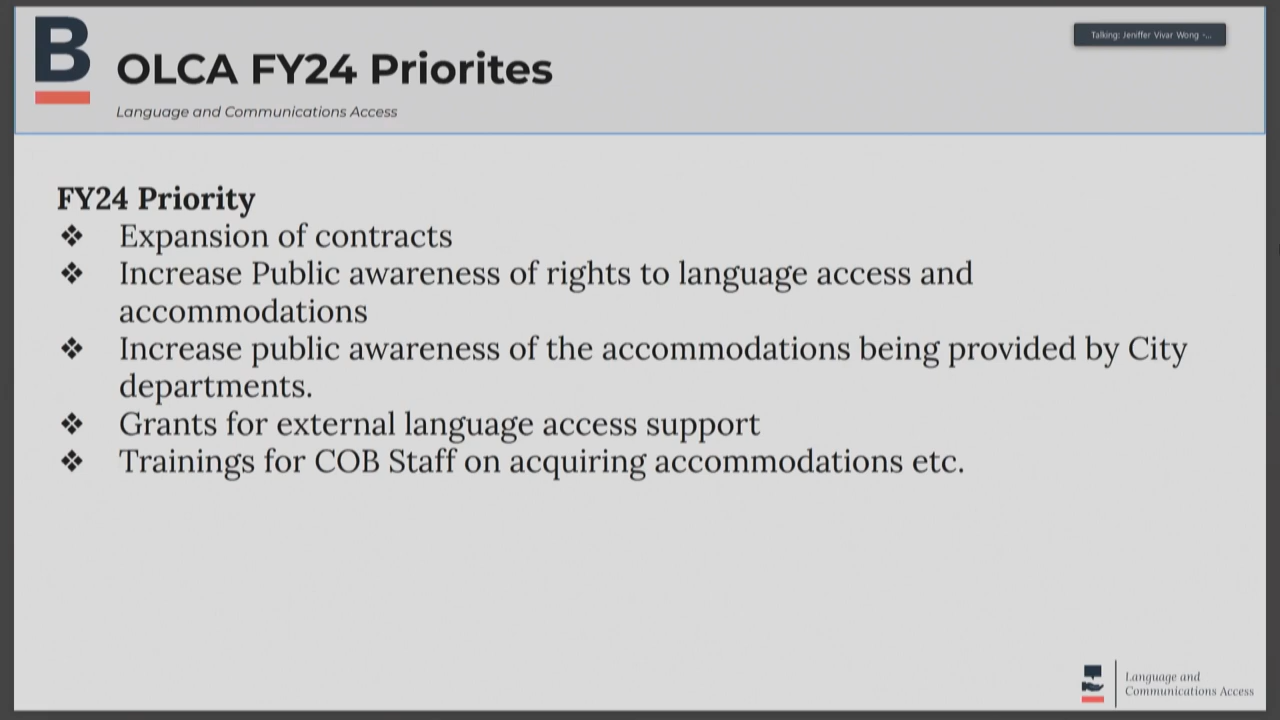 B
OLCA FY24 Priorites
Language and Communications Access
Talking: Jeniffer Vivar Wong -...
FY24 Priority
❖ Expansion of contracts
❖ Increase Public awareness of rights to language access and
accommodations
❖ Increase public awareness of the accommodations being provided by City
departments.
❖ Grants for external language access support
❖ Trainings for COB Staff on acquiring accommodations etc.
Language and
Communications Access